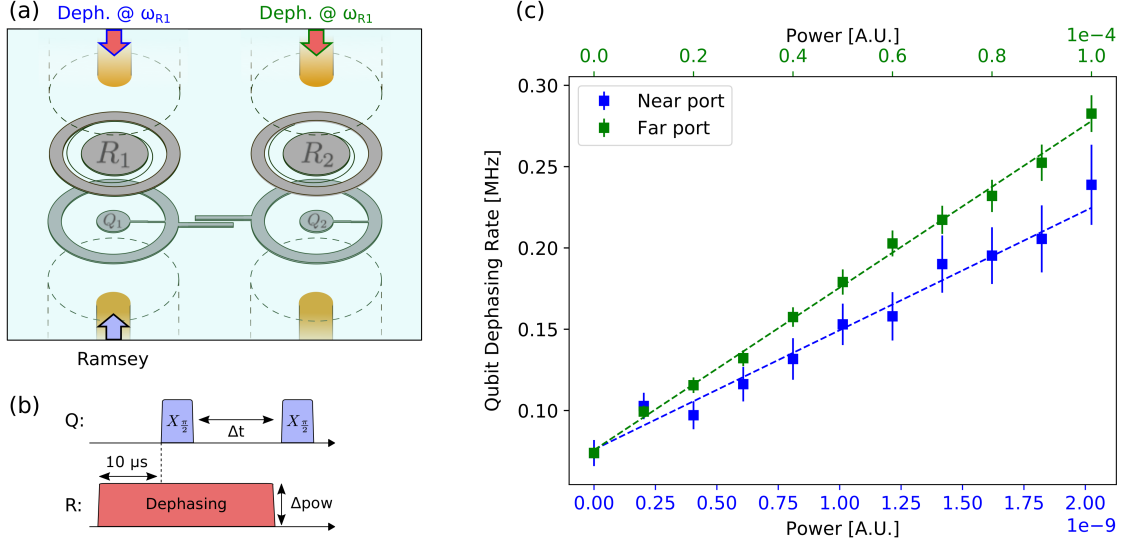 (a)
Deph. @ ωR1
Deph. @ ωR1
R1
R2
Q1
Q2
Ramsey
(b)
Q:
Xπ/2
Δt
Xπ/2
10 μs
R:
Dephasing
Δpow
(c)
Power [A.U.]
1e−4
0.0 0.2 0.4 0.6 0.8 1.0
Near port
Far port
Qubit Dephasing Rate [MHz]
0.30
0.25
0.20
0.15
0.10
0.00 0.25 0.50 0.75 1.00 1.25 1.50 1.75 2.00
Power [A.U.]
1e−9